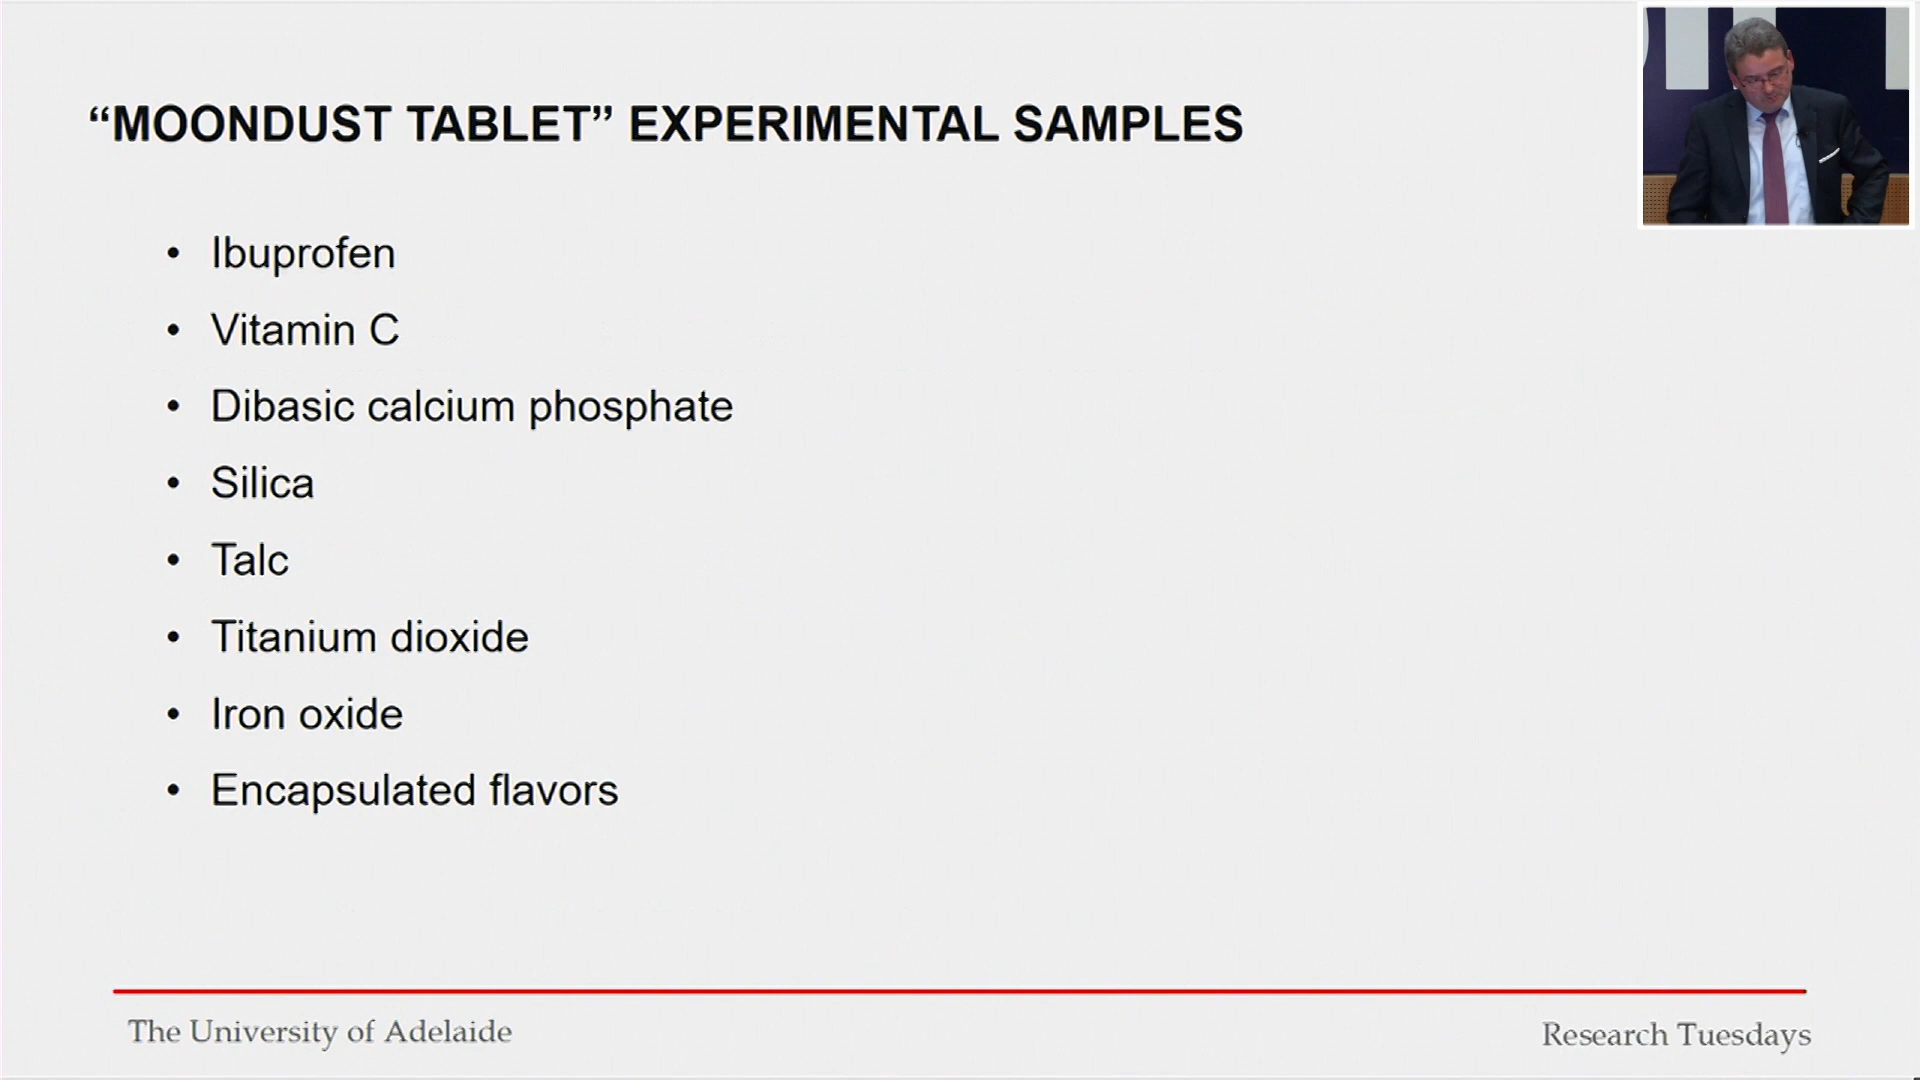 “MOONDUST TABLET” EXPERIMENTAL SAMPLES
• Ibuprofen
• Vitamin C
• Dibasic calcium phosphate
• Silica
• Talc
• Titanium dioxide
• Iron oxide
• Encapsulated flavors
The University of Adelaide
Research Tuesdays